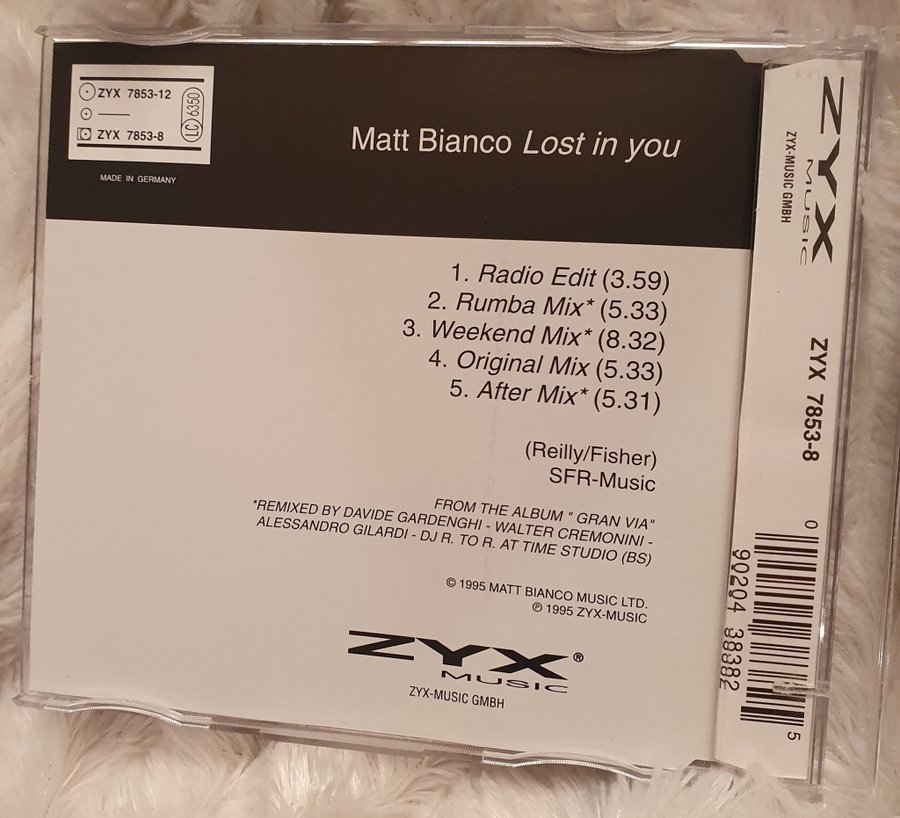 ZYX 7853-12
ZYX 7853-8
LC 6350
MADE IN GERMANY
Matt Bianco Lost in you
1. Radio Edit (3.59)
2. Rumba Mix* (5.33)
3. Weekend Mix* (8.32)
4. Original Mix (5.33)
5. After Mix* (5.31)
(Reilly/Fisher)
SFR-Music
FROM THE ALBUM " GRAN VIA"
*REMIXED BY DAVIDE GARDENGHI - WALTER CREMONINI -
ALESSANDRO GILARDI - DJ R. TO R. AT TIME STUDIO (BS)
© 1995 MATT BIANCO MUSIC LTD.
℗ 1995 ZYX-MUSIC
ZYX®
MUSIC
ZYX-MUSIC GMBH
ZYX
MUSIC
ZYX-MUSIC GMBH
ZYX 7853-8
0 90204 38382 5